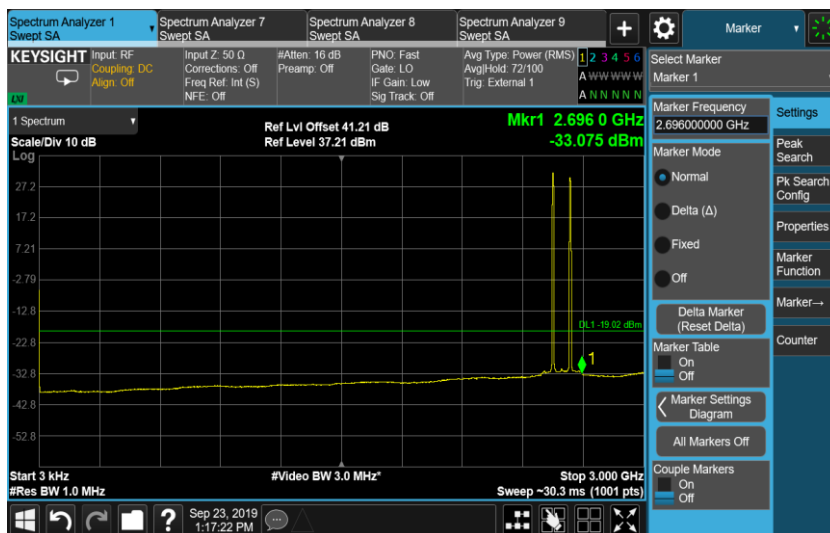 Spectrum Analyzer 1
Swept SA
Spectrum Analyzer 7
Swept SA
Spectrum Analyzer 8
Swept SA
Spectrum Analyzer 9
Swept SA
+
Marker
KEYSIGHT
LXI
Input: RF
Coupling: DC
Align: Off
Input Z: 50 Ω
Corrections: Off
Freq Ref: Int (S)
NFE: Off
#Atten: 16 dB
Preamp: Off
PNO: Fast
Gate: LO
IF Gain: Low
Sig Track: Off
Avg Type: Power (RMS)
Avg|Hold: 72/100
Trig: External 1
1 2 3 4 5 6
A W W W W W
A N N N N N
Select Marker
Marker 1
1 Spectrum
Scale/Div 10 dB
Log
Ref Lvl Offset 41.21 dB
Ref Level 37.21 dBm
Mkr1 2.696 0 GHz
-33.075 dBm
27.2
17.2
7.21
-2.79
-12.8
-22.8
-32.8
-42.8
-52.8
DL1 -19.02 dBm
1
Start 3 kHz
#Res BW 1.0 MHz
#Video BW 3.0 MHz*
Stop 3.000 GHz
Sweep ~30.3 ms (1001 pts)
Marker Frequency
2.696000000 GHz
Marker Mode
Normal
Delta (Δ)
Fixed
Off
Delta Marker
(Reset Delta)
Marker Table
On
Off
Marker Settings
Diagram
All Markers Off
Couple Markers
On
Off
Settings
Peak
Search
Pk Search
Config
Properties
Marker
Function
Marker→
Counter
?
Sep 23, 2019
1:17:22 PM